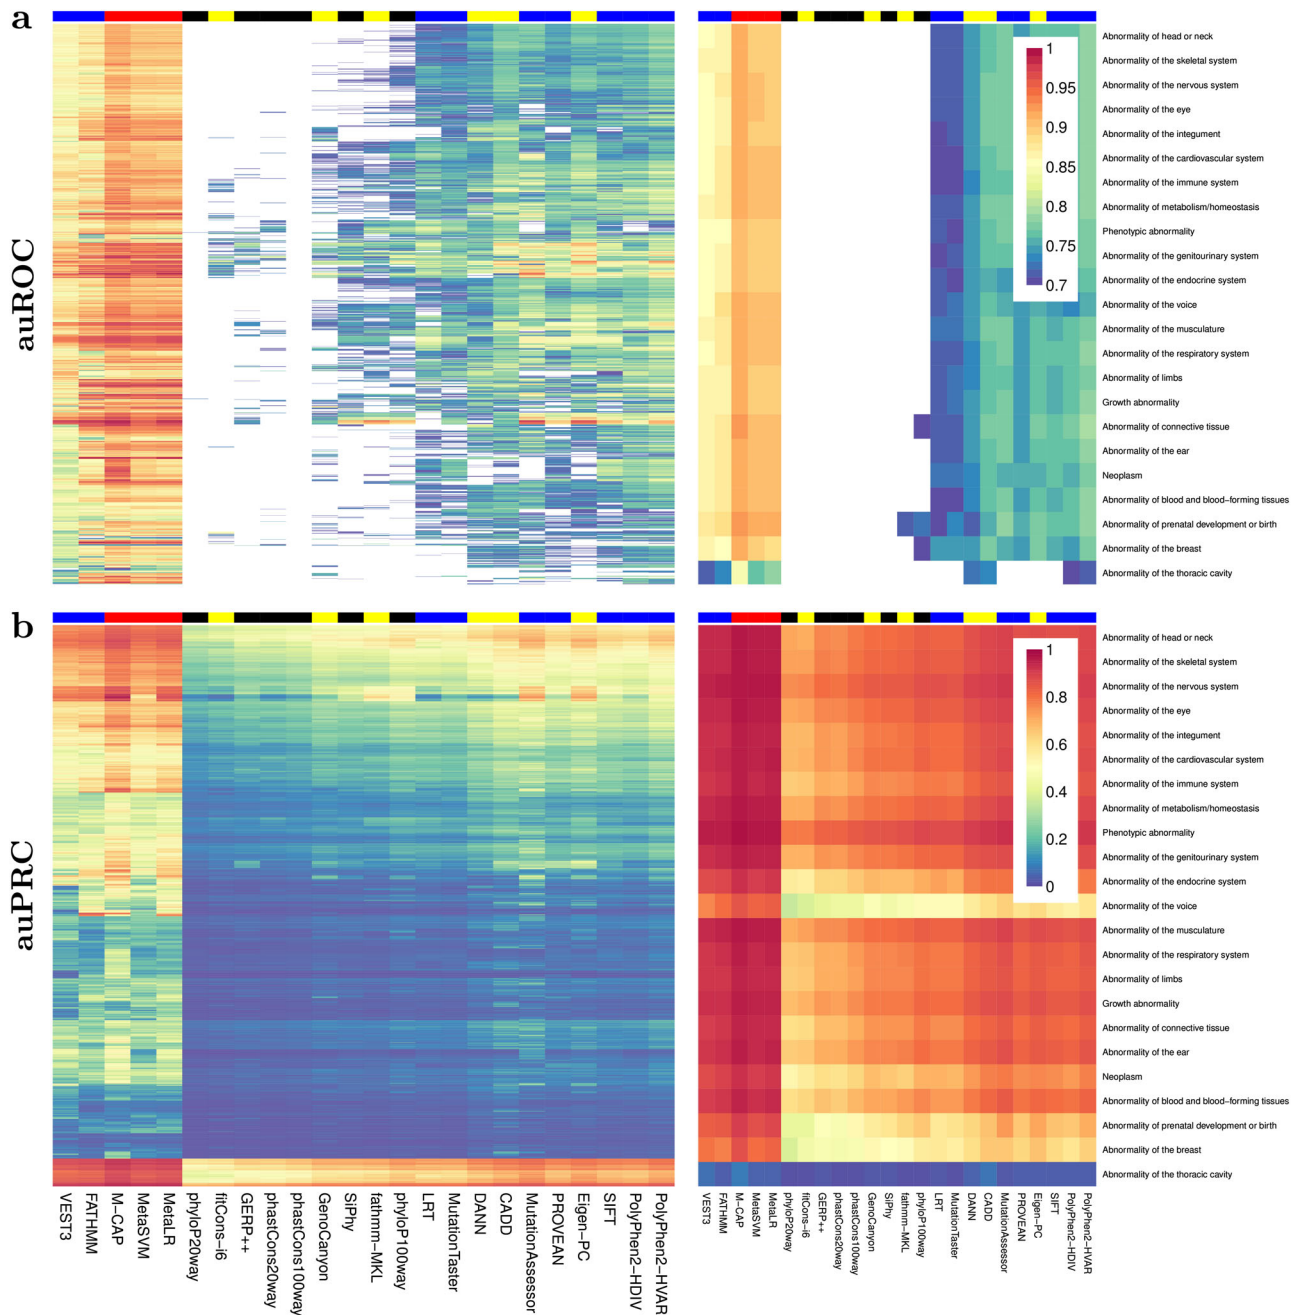 a
auROC
Abnormality of head or neck
Abnormality of the skeletal system
Abnormality of the nervous system
Abnormality of the eye
Abnormality of the integument
Abnormality of the cardiovascular system
Abnormality of the immune system
Abnormality of metabolism/homeostasis
Phenotypic abnormality
Abnormality of the genitourinary system
Abnormality of the endocrine system
Abnormality of the voice
Abnormality of the musculature
Abnormality of the respiratory system
Abnormality of limbs
Growth abnormality
Abnormality of connective tissue
Abnormality of the ear
Neoplasm
Abnormality of blood and blood−forming tissues
Abnormality of prenatal development or birth
Abnormality of the breast
Abnormality of the thoracic cavity
1
0.95
0.9
0.85
0.8
0.75
0.7
b
auPRC
Abnormality of head or neck
Abnormality of the skeletal system
Abnormality of the nervous system
Abnormality of the eye
Abnormality of the integument
Abnormality of the cardiovascular system
Abnormality of the immune system
Abnormality of metabolism/homeostasis
Phenotypic abnormality
Abnormality of the genitourinary system
Abnormality of the endocrine system
Abnormality of the voice
Abnormality of the musculature
Abnormality of the respiratory system
Abnormality of limbs
Growth abnormality
Abnormality of connective tissue
Abnormality of the ear
Neoplasm
Abnormality of blood and blood−forming tissues
Abnormality of prenatal development or birth
Abnormality of the breast
Abnormality of the thoracic cavity
1
0.8
0.6
0.4
0.2
0
VEST3
FATHMM
M−CAP
MetaSVM
MetaLR
phyloP20way
fitCons−i6
GERP++
phastCons20way
phastCons100way
GenoCanyon
SiPhy
fathmm−MKL
phyloP100way
LRT
MutationTaster
DANN
CADD
MutationAssessor
PROVEAN
Eigen−PC
SIFT
PolyPhen2−HDIV
PolyPhen2−HVAR
VEST3
FATHMM
M−CAP
MetaSVM
MetaLR
phyloP20way
fitCons−i6
GERP++
phastCons20way
phastCons100way
GenoCanyon
SiPhy
fathmm−MKL
phyloP100way
LRT
MutationTaster
DANN
CADD
MutationAssessor
PROVEAN
Eigen−PC
SIFT
PolyPhen2−HDIV
PolyPhen2−HVAR